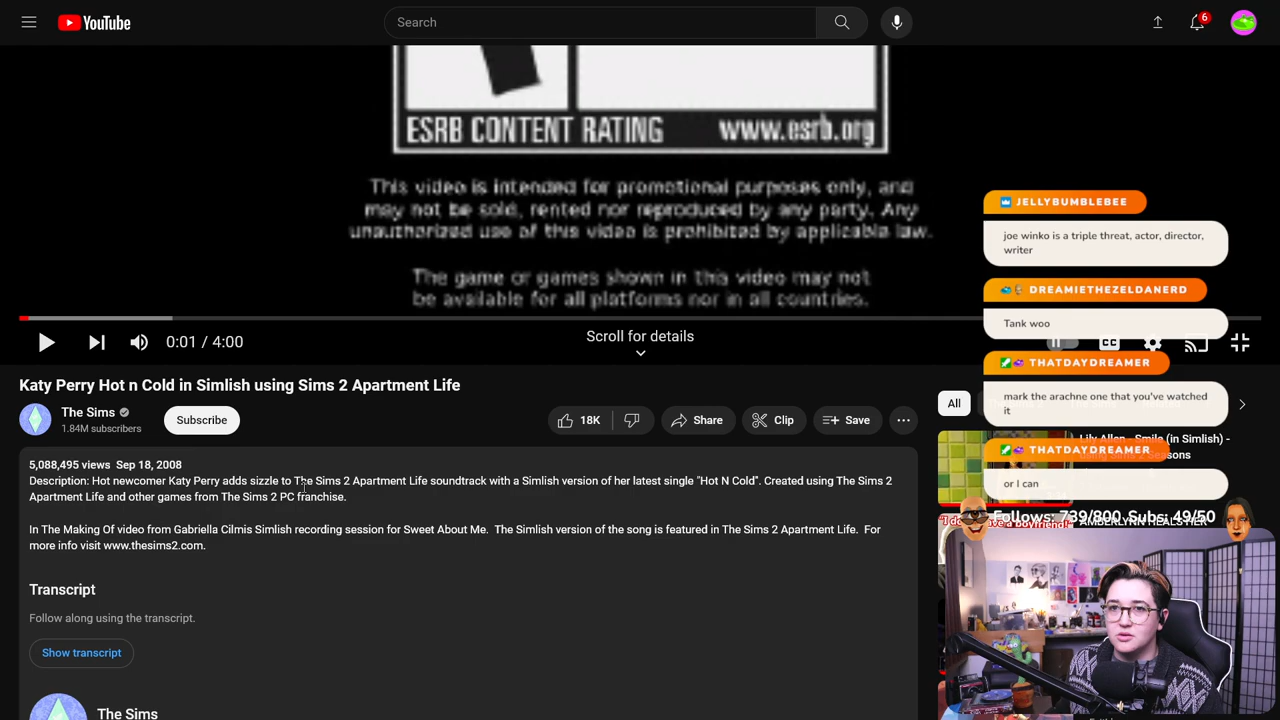 YouTube
Search
6
ESRB CONTENT RATING www.esrb.org
This video is intended for promotional purposes only, and
may not be sold, rented nor reproduced by any party. Any
unauthorized use of this video is prohibited by applicable law.
The game or games shown in this video may not
be available for all platforms nor in all countries.
0:01 / 4:00
Scroll for details
CC
JELLYBUMBLEBEE
joe winko is a triple threat, actor, director,
writer
DREAMIETHEZELDANERD
Tank woo
THATDAYDREAMER
mark the arachne one that you've watched
it
THATDAYDREAMER
or I can
Katy Perry Hot n Cold in Simlish using Sims 2 Apartment Life
The Sims
1.84M subscribers
Subscribe
18K
Share
Clip
Save
All
5,088,495 views Sep 18, 2008
Description: Hot newcomer Katy Perry adds sizzle to The Sims 2 Apartment Life soundtrack with a Simlish version of her latest single "Hot N Cold". Created using The Sims 2
Apartment Life and other games from The Sims 2 PC franchise.
In The Making Of video from Gabriella Cilmis Simlish recording session for Sweet About Me. The Simlish version of the song is featured in The Sims 2 Apartment Life. For
more info visit www.thesims2.com.
Transcript
Follow along using the transcript.
Show transcript
The Sims
Lily Allen - Smile (in Simlish) -
using Sims 2 Seasons
Follows: 739/800 Subs: 49/50
AMBERLYNN HEALS HER